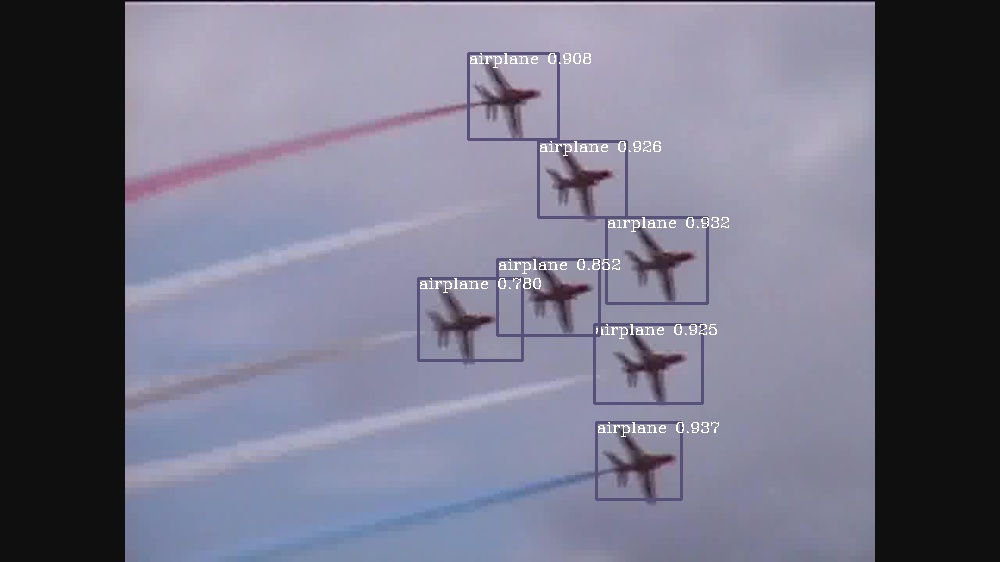 airplane 0.908
airplane 0.926
airplane 0.932
airplane 0.852
airplane 0.780
airplane 0.925
airplane 0.937